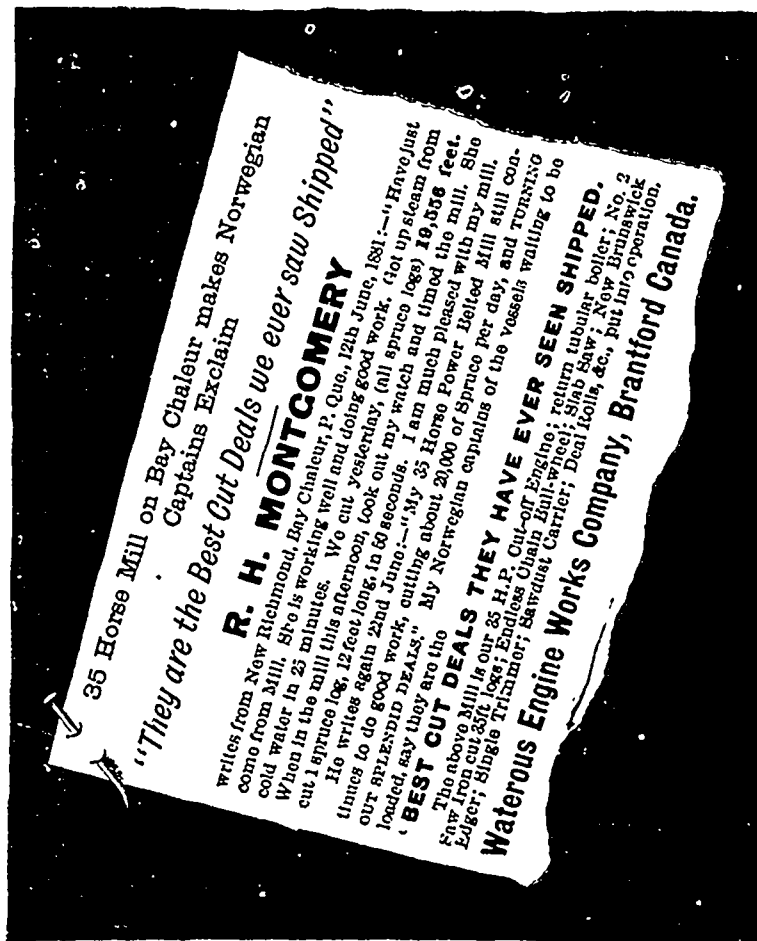 35 Horse Mill on Bay Chaleur makes Norwegian
Captains Exclaim
"They are the Best Cut Deals we ever saw Shipped"
R. H. MONTGOMERY
writes from New Richmond, Bay Chaleur, P. Que., 12th June, 1881:—"Have just
come from Mill. She is working well and doing good work. Got up steam from
cold water in 25 minutes. We cut yesterday, (all spruce logs) 19,556 feet.
When in the mill this afternoon, took out my watch and timed the mill. She
cut 1 spruce log, 12 feet long, in 50 seconds. I am much pleased with my mill.
He writes again 22nd June:—"My 35 Horse Power Belted Mill still con-
tinues to do good work, cutting about 20,000 of Spruce per day, and TURNING
OUT SPLENDID DEALS." My Norwegian captains of the vessels waiting to be
loaded, say they are the
'BEST CUT DEALS THEY HAVE EVER SEEN SHIPPED.
The above Mill is our 35 H.P. Cut-off Engine; return tubular boiler; No. 2
Saw Iron cut, 35ft logs; Endless Chain Bull-wheel; Slab Saw; New Brunswick
Edger; Single Trimmer; Sawdust Carrier; Deal Rolls, &c., put into operation.
Waterous Engine Works Company, Brantford Canada.